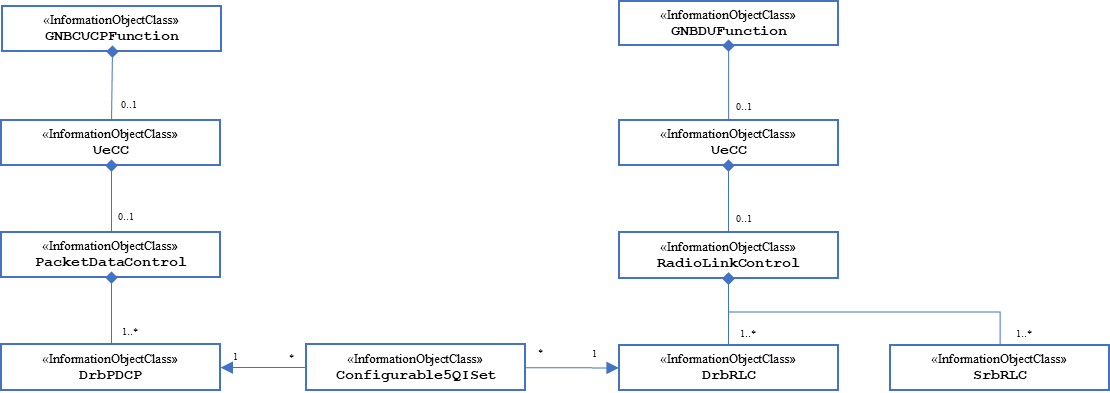 «InformationObjectClass»
GNBCUCPFunction
«InformationObjectClass»
GNBDUFunction
0..1
0..1
«InformationObjectClass»
UeCC
«InformationObjectClass»
UeCC
0..1
0..1
«InformationObjectClass»
PacketDataControl
«InformationObjectClass»
RadioLinkControl
1..*
1..*
1..*
«InformationObjectClass»
DrbPDCP
1
*
«InformationObjectClass»
Configurable5QISet
*
1
«InformationObjectClass»
DrbRLC
«InformationObjectClass»
SrbRLC